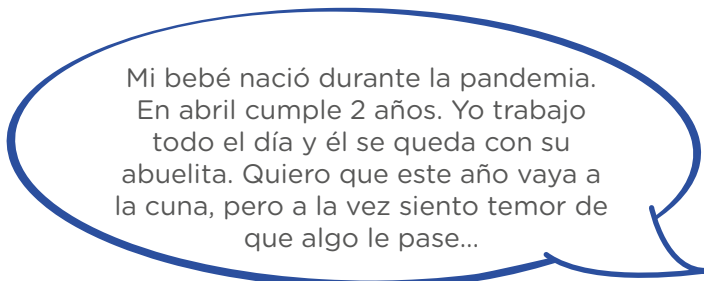 Mi bebé nació durante la pandemia.
En abril cumple 2 años. Yo trabajo
todo el día y él se queda con su
abuelita. Quiero que este año vaya a
la cuna, pero a la vez siento temor de
que algo le pase...